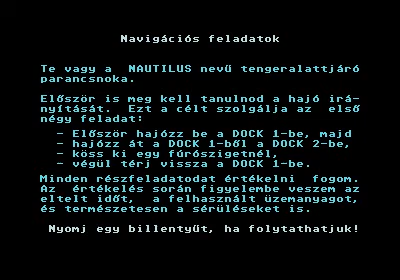 Navigációs feladatok
Te vagy a NAUTILUS nevű tengeralattjáró
parancsnoka.
Először is meg kell tanulnod a hajó irá-
nyítását. Ezt a célt szolgálja az első
négy feladat:
- Először hajózz be a DOCK 1-be, majd
- hajózz át a DOCK 1-ből a DOCK 2-be,
- köss ki egy fúrószigetnél,
- végül térj vissza a DOCK 1-be.
Minden részfeladatodat értékelni fogom.
Az értékelés során figyelembe veszem az
eltelt időt, a felhasznált üzemanyagot,
és természetesen a sérüléseket is.
Nyomj egy billentyűt, ha folytathatjuk!